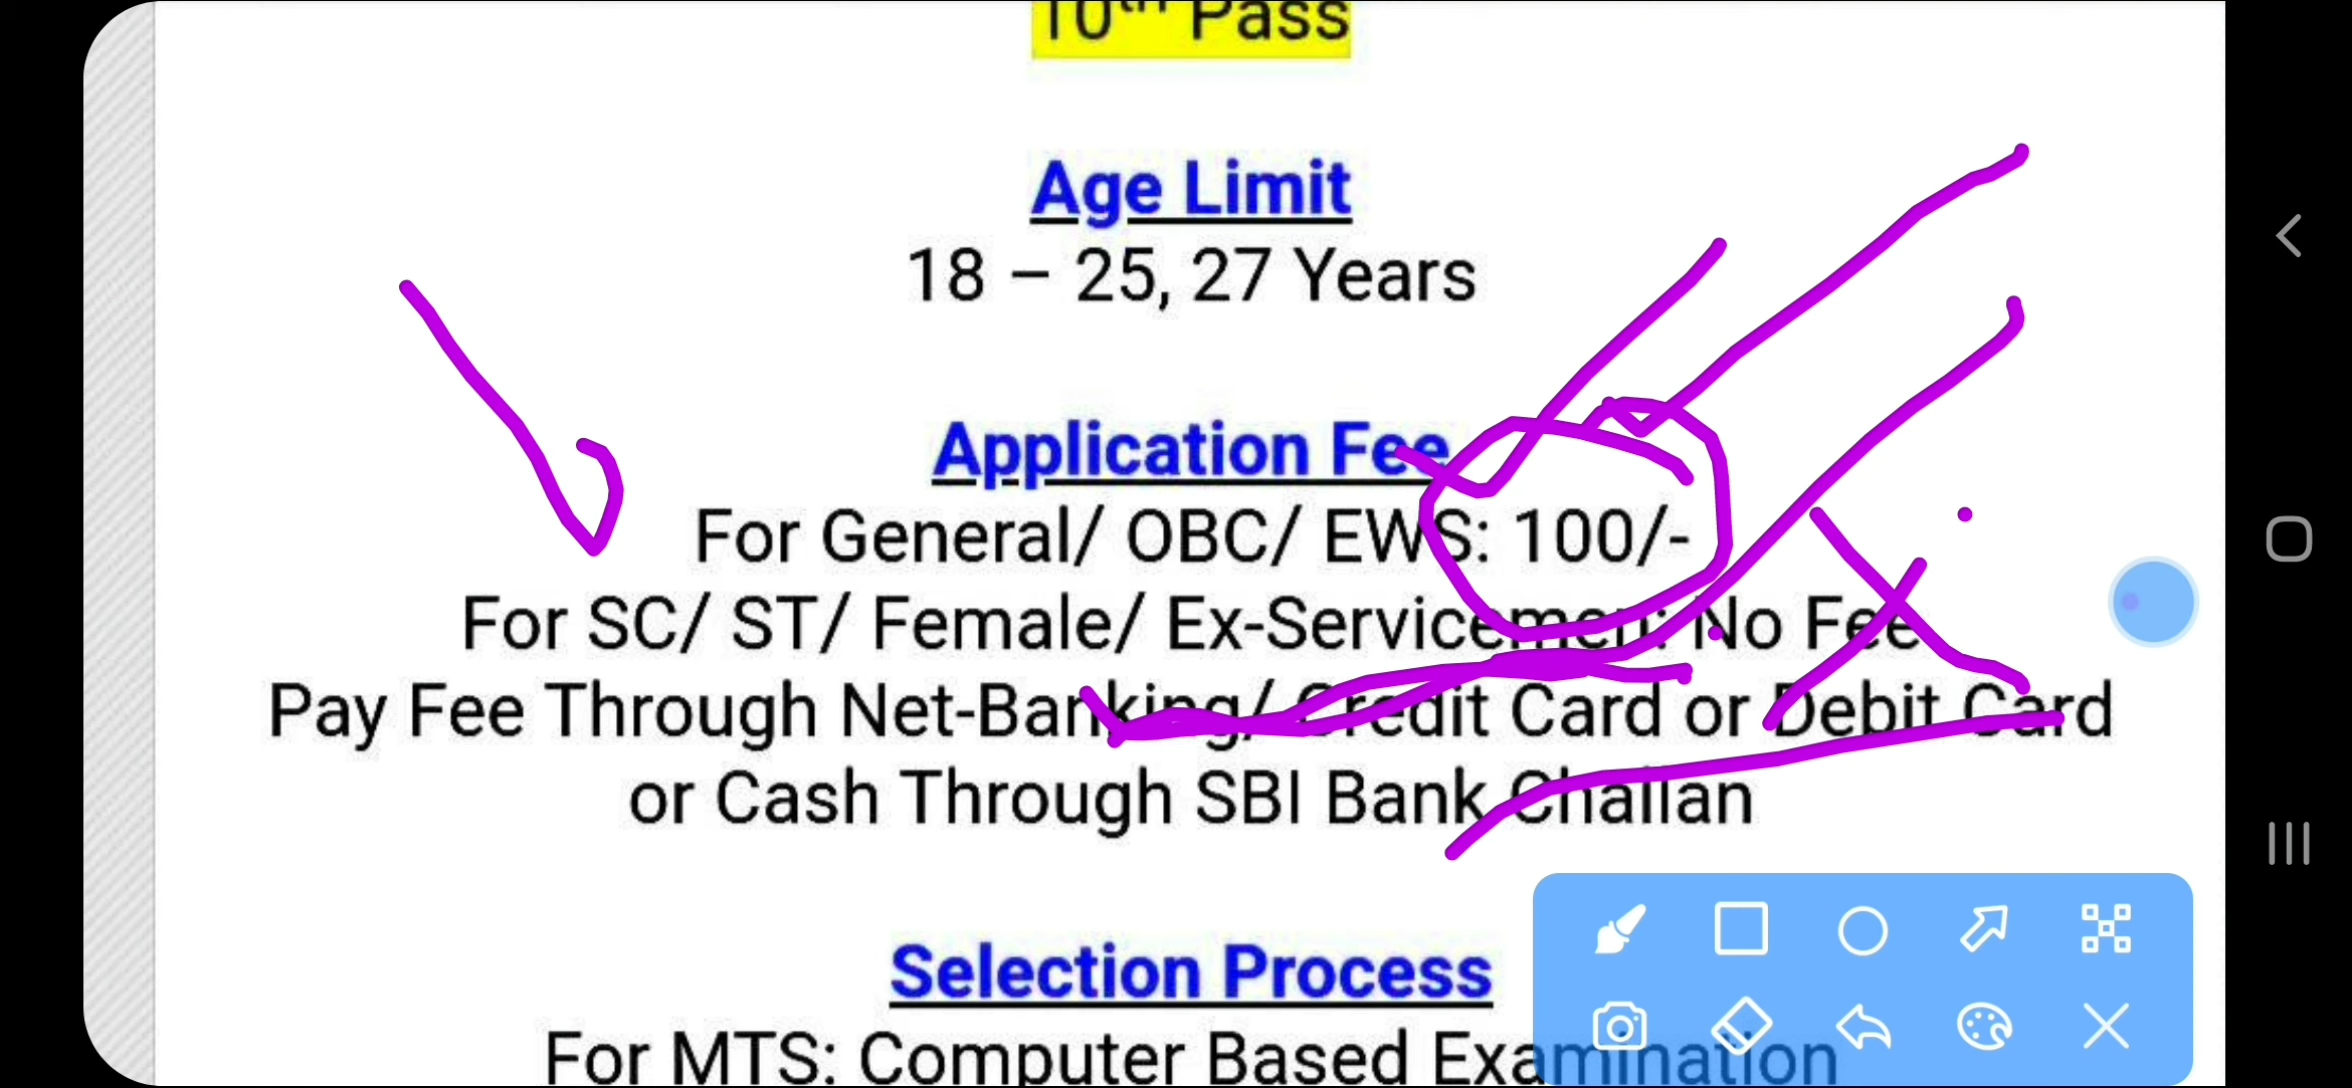 10th Pass
Age Limit
18 – 25, 27 Years
Application Fee
For General/ OBC/ EWS: 100/-
For SC/ ST/ Female/ Ex-Servicemen: No Fee
Pay Fee Through Net-Banking/ Credit Card or Debit Card
or Cash Through SBI Bank Challan
Selection Process
For MTS: Computer Based Examination